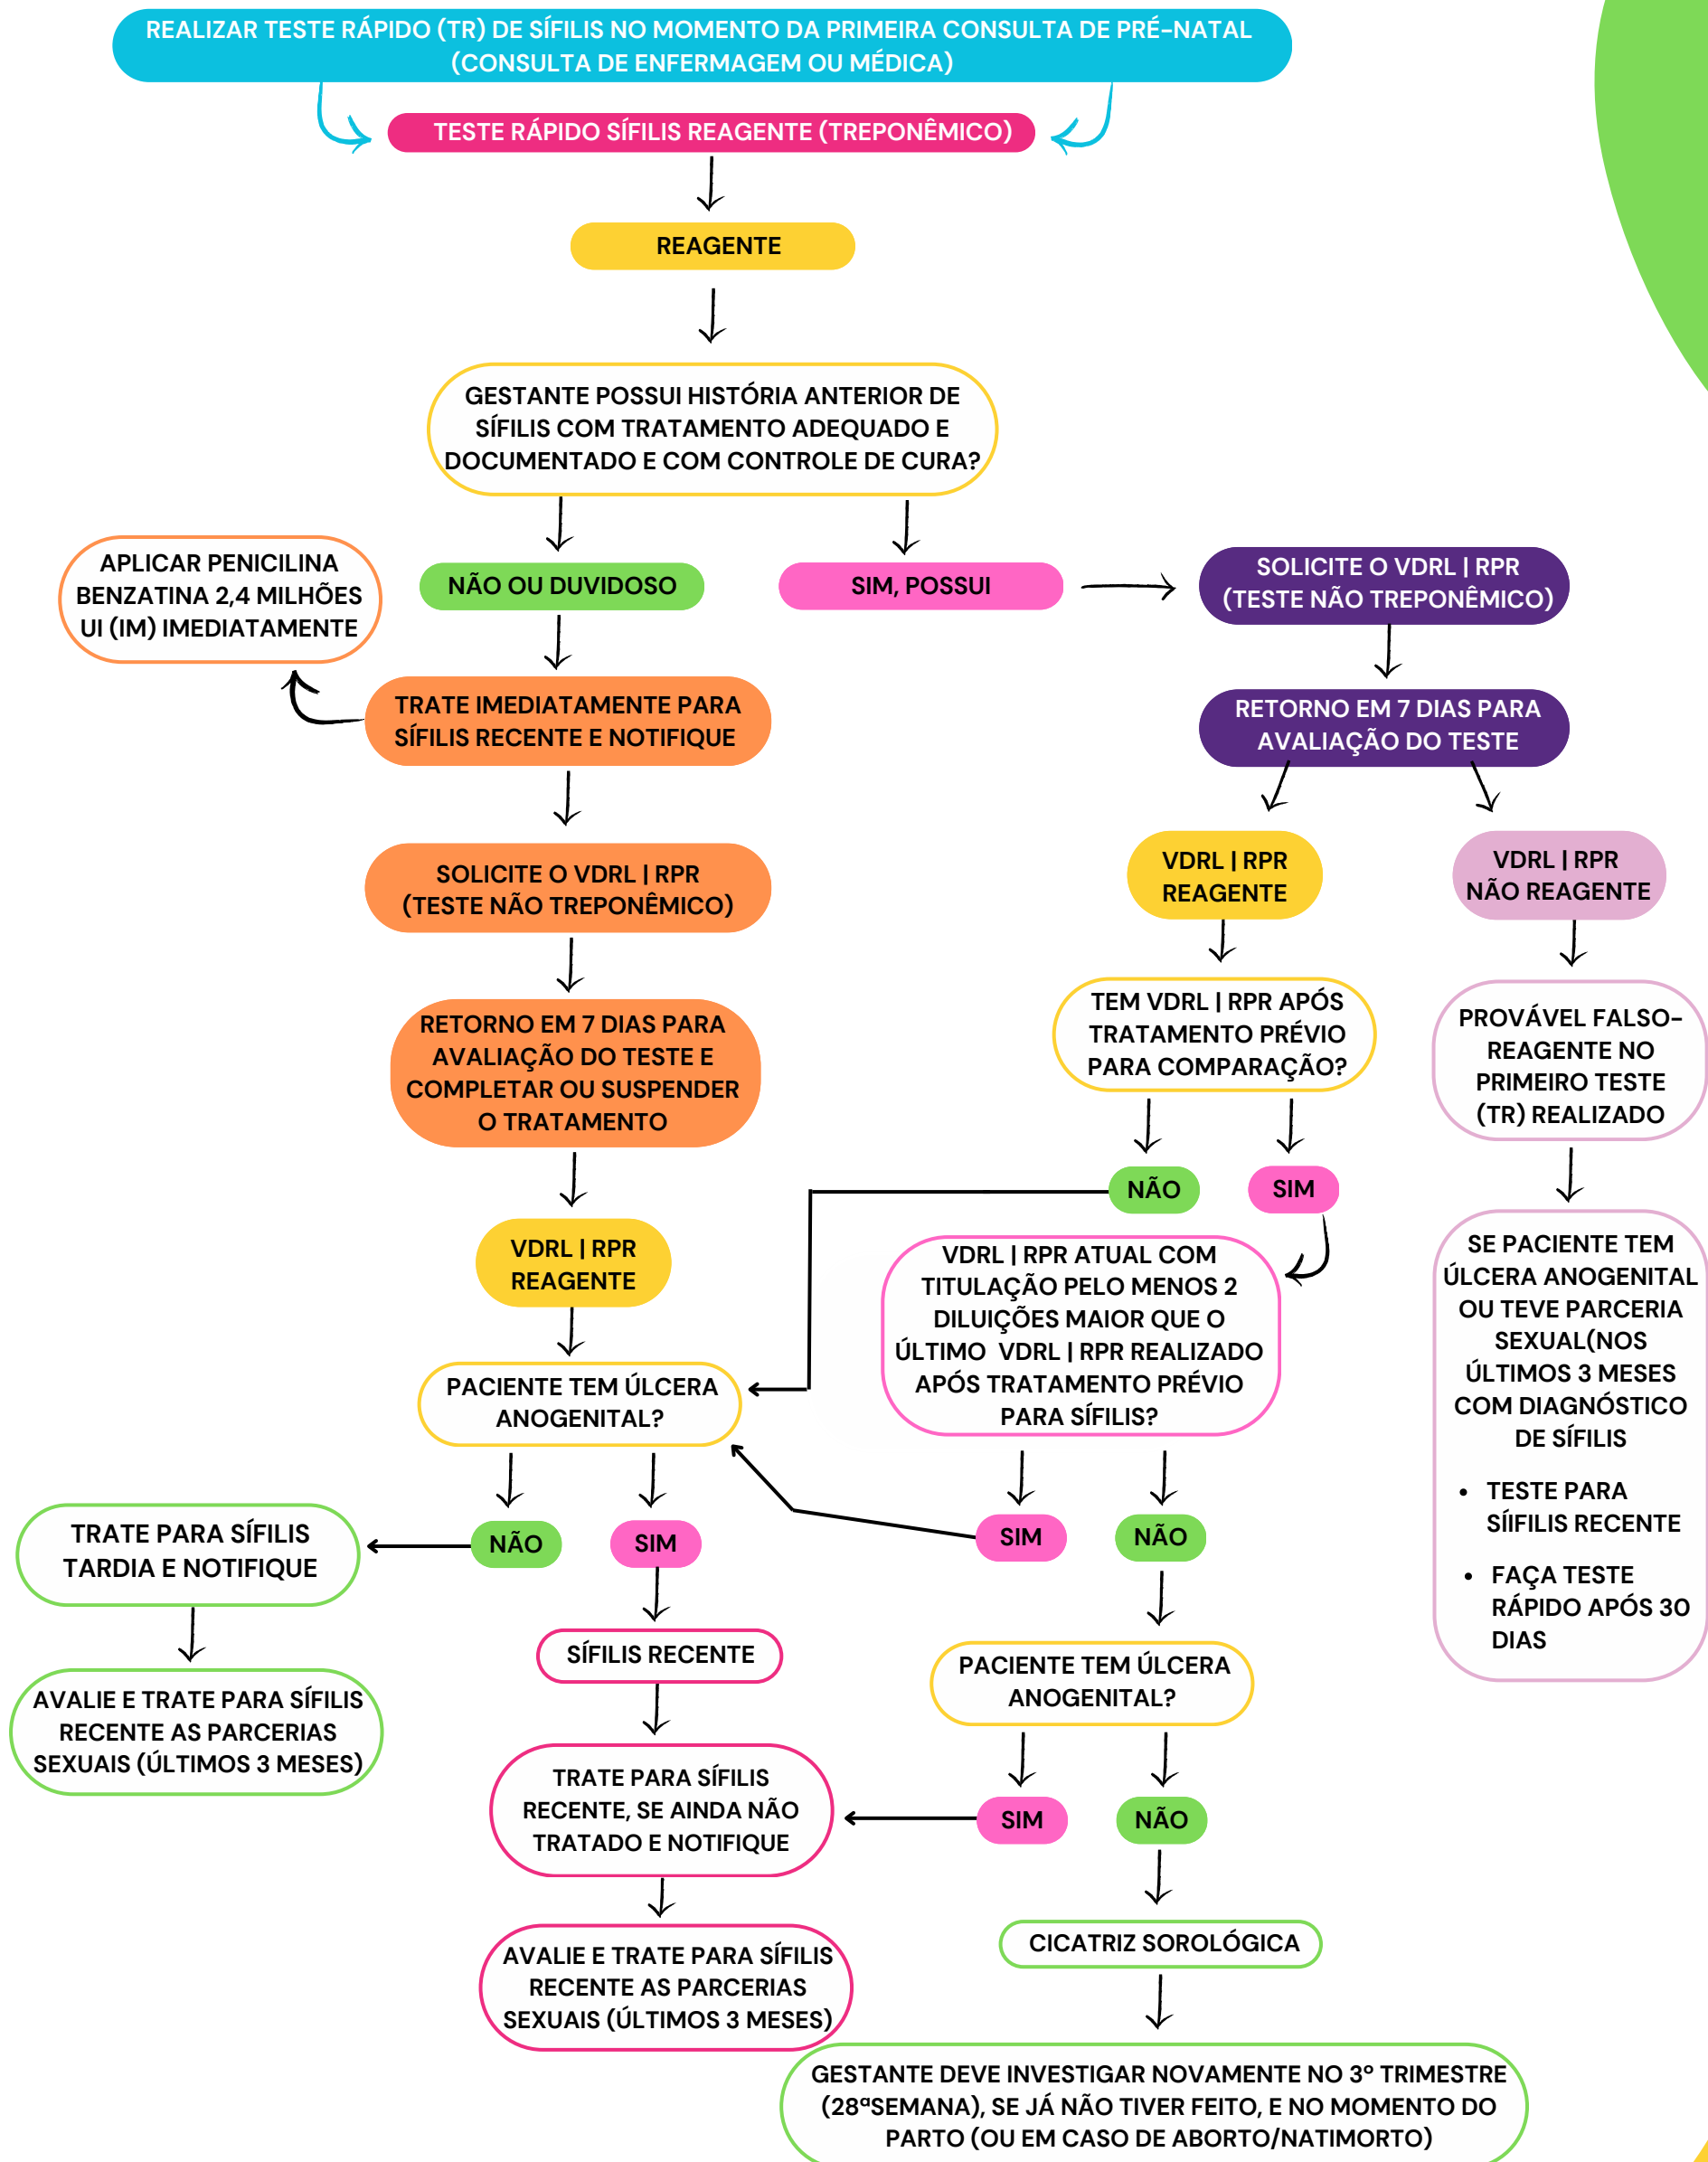 REALIZAR TESTE RÁPIDO (TR) DE SÍFILIS NO MOMENTO DA PRIMEIRA CONSULTA DE PRÉ-NATAL
(CONSULTA DE ENFERMAGEM OU MÉDICA)
TESTE RÁPIDO SÍFILIS REAGENTE (TREPONÊMICO)
REAGENTE
GESTANTE POSSUI HISTÓRIA ANTERIOR DE
SÍFILIS COM TRATAMENTO ADEQUADO E
DOCUMENTADO E COM CONTROLE DE CURA?
NÃO OU DUVIDOSO
SIM, POSSUI
APLICAR PENICILINA
BENZATINA 2,4 MILHÕES
UI (IM) IMEDIATAMENTE
TRATE IMEDIATAMENTE PARA
SÍFILIS RECENTE E NOTIFIQUE
SOLICITE O VDRL | RPR
(TESTE NÃO TREPONÊMICO)
RETORNO EM 7 DIAS PARA
AVALIAÇÃO DO TESTE E
COMPLETAR OU SUSPENDER
O TRATAMENTO
VDRL | RPR
REAGENTE
PACIENTE TEM ÚLCERA
ANOGENITAL?
NÃO
SIM
TRATE PARA SÍFILIS
TARDIA E NOTIFIQUE
AVALIE E TRATE PARA SÍFILIS
RECENTE AS PARCERIAS
SEXUAIS (ÚLTIMOS 3 MESES)
SÍFILIS RECENTE
TRATE PARA SÍFILIS
RECENTE, SE AINDA NÃO
TRATADO E NOTIFIQUE
AVALIE E TRATE PARA SÍFILIS
RECENTE AS PARCERIAS
SEXUAIS (ÚLTIMOS 3 MESES)
SOLICITE O VDRL | RPR
(TESTE NÃO TREPONÊMICO)
RETORNO EM 7 DIAS PARA
AVALIAÇÃO DO TESTE
VDRL | RPR
REAGENTE
TEM VDRL | RPR APÓS
TRATAMENTO PRÉVIO
PARA COMPARAÇÃO?
NÃO
SIM
VDRL | RPR ATUAL COM
TITULAÇÃO PELO MENOS 2
DILUIÇÕES MAIOR QUE O
ÚLTIMO VDRL | RPR REALIZADO
APÓS TRATAMENTO PRÉVIO
PARA SÍFILIS?
SIM
NÃO
PACIENTE TEM ÚLCERA
ANOGENITAL?
SIM
NÃO
CICATRIZ SOROLÓGICA
GESTANTE DEVE INVESTIGAR NOVAMENTE NO 3º TRIMESTRE
(28ªSEMANA), SE JÁ NÃO TIVER FEITO, E NO MOMENTO DO
PARTO (OU EM CASO DE ABORTO/NATIMORTO)
VDRL | RPR
NÃO REAGENTE
PROVÁVEL FALSO-
REAGENTE NO
PRIMEIRO TESTE
(TR) REALIZADO
SE PACIENTE TEM
ÚLCERA ANOGENITAL
OU TEVE PARCERIA
SEXUAL(NOS
ÚLTIMOS 3 MESES
COM DIAGNÓSTICO
DE SÍFILIS
• TESTE PARA
SÍIFILIS RECENTE
• FAÇA TESTE
RÁPIDO APÓS 30
DIAS